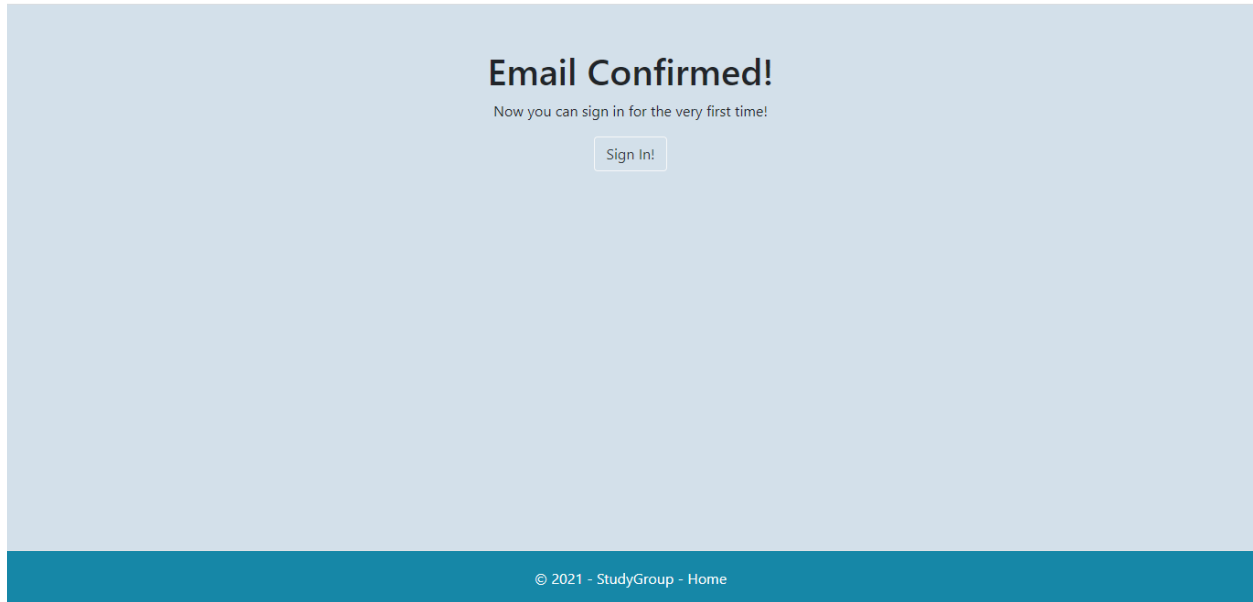 Email Confirmed!
Now you can sign in for the very first time!
Sign In!
© 2021 - StudyGroup - Home